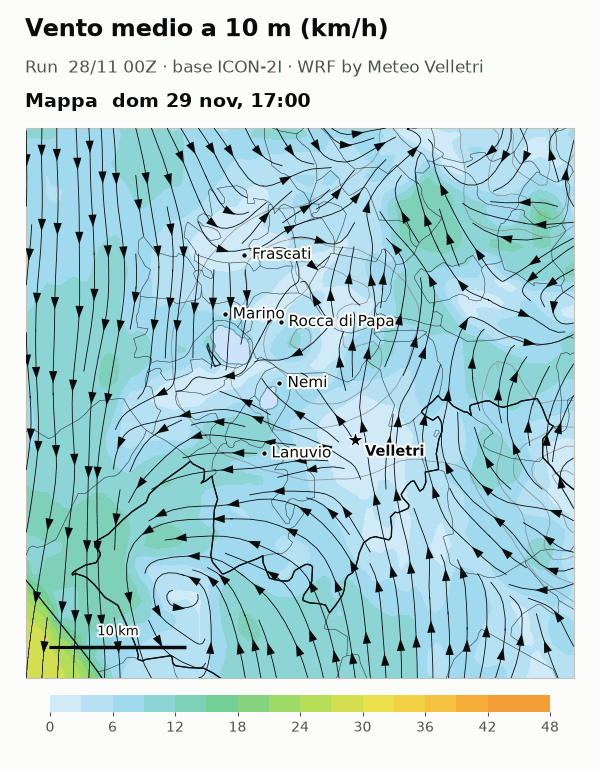 Vento medio a 10 m (km/h)
Run  28/11 00Z · base ICON-2I · WRF by Meteo Velletri
Mappa  dom 29 nov, 17:00
Frascati
Marino
Rocca di Papa
Nemi
Velletri
Lanuvio
10 km
0 6 12 18 24 30 36 42 48